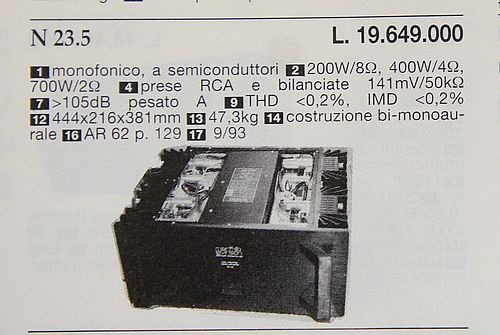 N 23.5 L. 19.649.000
1 monofonico, a semiconduttori 2 200W/8Ω, 400W/4Ω,
700W/2Ω 4 prese RCA e bilanciate 141mV/50kΩ
7 >105dB pesato A 9 THD <0,2%, IMD <0,2%
12 444x216x381mm 13 47,3kg 14 costruzione bi-monoau-
rale 16 AR 62 p. 129 17 9/93